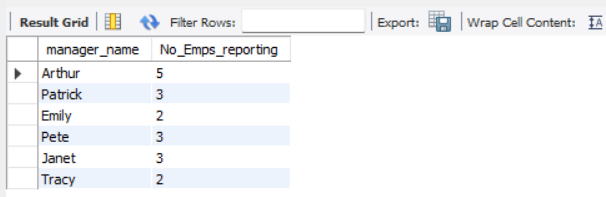 Result Grid Filter Rows: Export: Wrap Cell Content: IA
manager_name No_Emps_reporting
Arthur 5
Patrick 3
Emily 2
Pete 3
Janet 3
Tracy 2